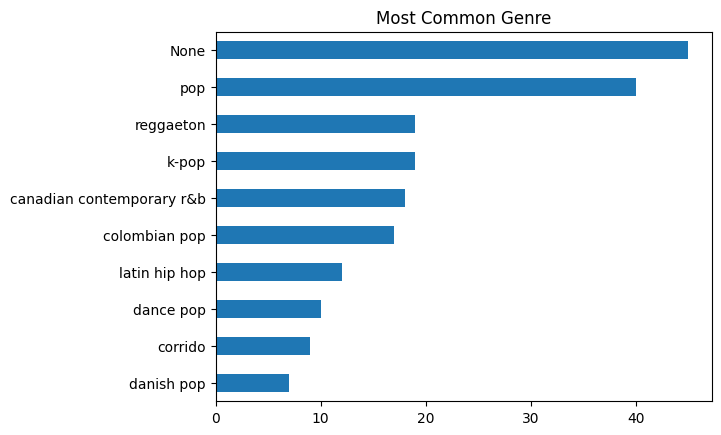 Most Common Genre
None
pop
reggaeton
k-pop
canadian contemporary r&b
colombian pop
latin hip hop
dance pop
corrido
danish pop
0 10 20 30 40